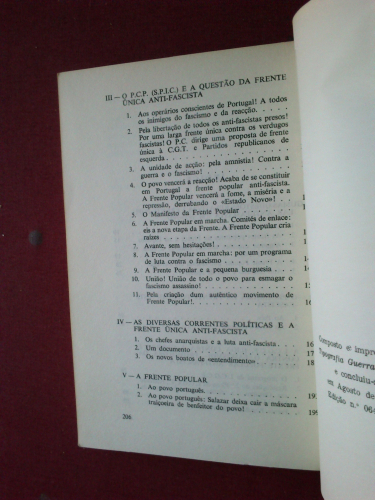 III — O P.C.P. (S.P.I.C.) E A QUESTÃO DA FRENTE
ÚNICA ANTI-FASCISTA
1. Aos operários conscientes de Portugal! A todos
os inimigos do fascismo e da reacção.
2. Pela libertação de todos os anti-fascistas presos!
Por uma larga frente única contra os verdugos
fascistas! O P.C. dirige uma proposta de frente
única à C.G.T. e Partidos republicanos de
esquerda
3. A unidade de acção: pela amnistia! Contra a
guerra e o fascismo!
4. O povo vencerá a reacção! Acaba de se constituir
em Portugal a frente popular anti-fascista.
A Frente Popular vencerá a fome, a miséria e a
repressão, derrubando o «Estado Novo»!
5. O Manifesto da Frente Popular
6. A Frente Popular em marcha. Comités de enlace:
eis a nova etapa da Frente. A Frente Popular cria
raízes
7. Avante, sem hesitações!
8. A Frente Popular em marcha: por um programa
de luta contra o fascismo
9. A Frente Popular e a pequena burguesia
10. União! União de todo o povo para esmagar o
fascismo assassino!
11. Pela criação dum autêntico movimento de
Frente Popular!
IV — AS DIVERSAS CORRENTES POLÍTICAS E A
FRENTE ÚNICA ANTI-FASCISTA
1. Os chefes anarquistas e a luta anti-fascista
2. Um documento
3. Os novos boatos da «entendimento»
V — A FRENTE POPULAR
1. Ao povo português
2. Ao povo português: Salazar deixa cair a máscara
traiçoeira de benfeitor do povo!
206
Composto e impre
Tipografia Guerra
e concluiu-s
em Agosto de
Edição n.º 06